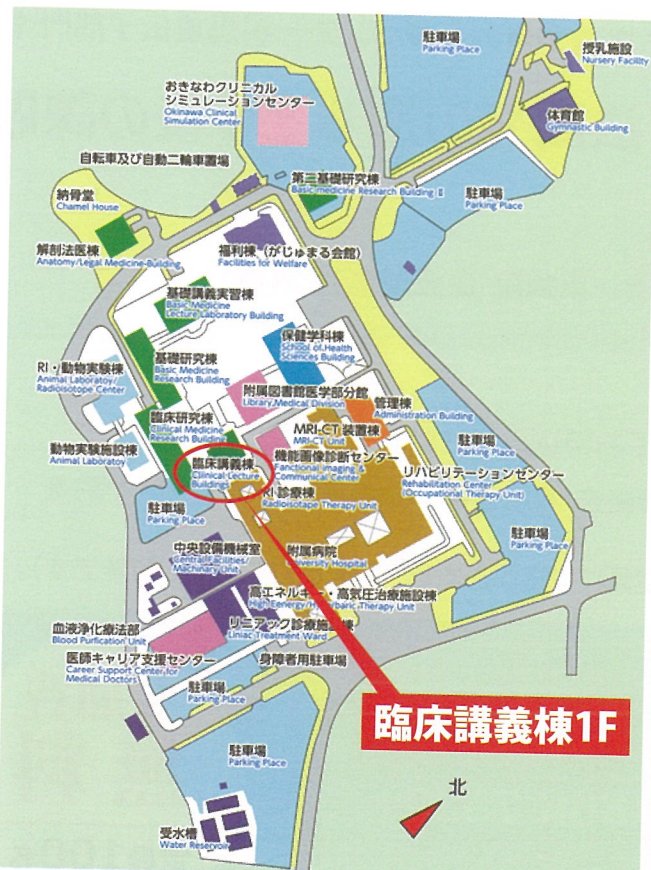 駐車場
Parking Place
授乳施設
Nursery Facility
おきなわクリニカル
シミュレーションセンター
Okinawa Clinical
Simulation Center
体育館
Gymnastic Building
自転車及び自動二輪車置場
第二基礎研究棟
Basic medicine Research Building Ⅱ
駐車場
Parking Place
納骨堂
Charnel House
解剖法医棟
Anatomy/Legal Medicine-Building
福利棟（がじゅまる会館）
Facilities for Welfare
基礎講義実習棟
Basic Medicine
Lecture Laboratory Building
保健学科棟
School of Health
Sciences Building
基礎研究棟
Basic Medicine
Research Building
RI・動物実験棟
Animal Laboratoy/
Radioisotope Center
附属図書館医学部分館
Library,Medical Division
管理棟
Administration Building
臨床研究棟
Clinical Medicine
Research Building
MRI-CT 装置棟
MRI-CT Unit
駐車場
Parking Place
動物実験施設棟
Animal Laboratoy
臨床講義棟
Cliinical Lecture
Buildings
機能画像診断センター
Fanctional imaging &
Communical Center
リハビリテーションセンター
Rehabilitation Center
(Occupational Therapy Unit)
RI 診療棟
Radioisotape Therapy Unit
駐車場
Parking Place
駐車場
Parking Place
中央設備機械室
Central Facilities/
Machinary Unit
附属病院
University Hospital
高エネルギー・高気圧治療施設棟
High Eenergy/Hyperbaric Therapy Unit
血液浄化療法部
Blood Purfication Unit
リニアック診療施設棟
Liniac Treatment Ward
医師キャリア支援センター
Career Support Center for
Medical Doctors
身障者用駐車場
駐車場
Parking Place
臨床講義棟1F
駐車場
Parking Place
北
受水槽
Water Reservoir